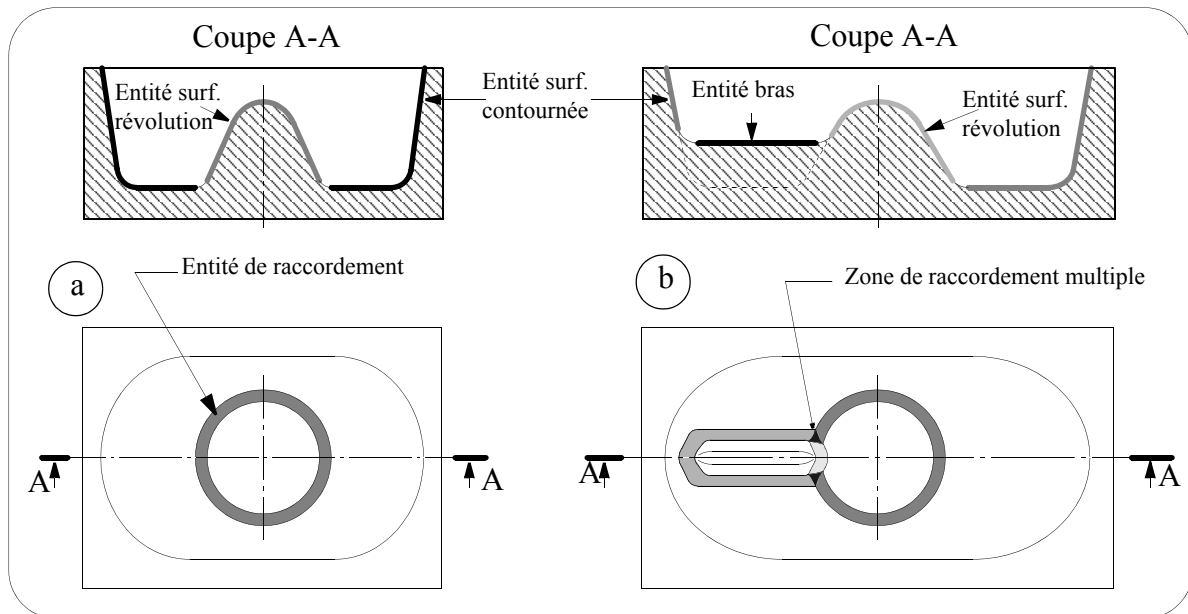 Coupe A-A
Coupe A-A
Entité surf.
révolution
Entité surf.
contournée
Entité bras
Entité surf.
révolution
a
Entité de raccordement
b
Zone de raccordement multiple
A
A
A
A